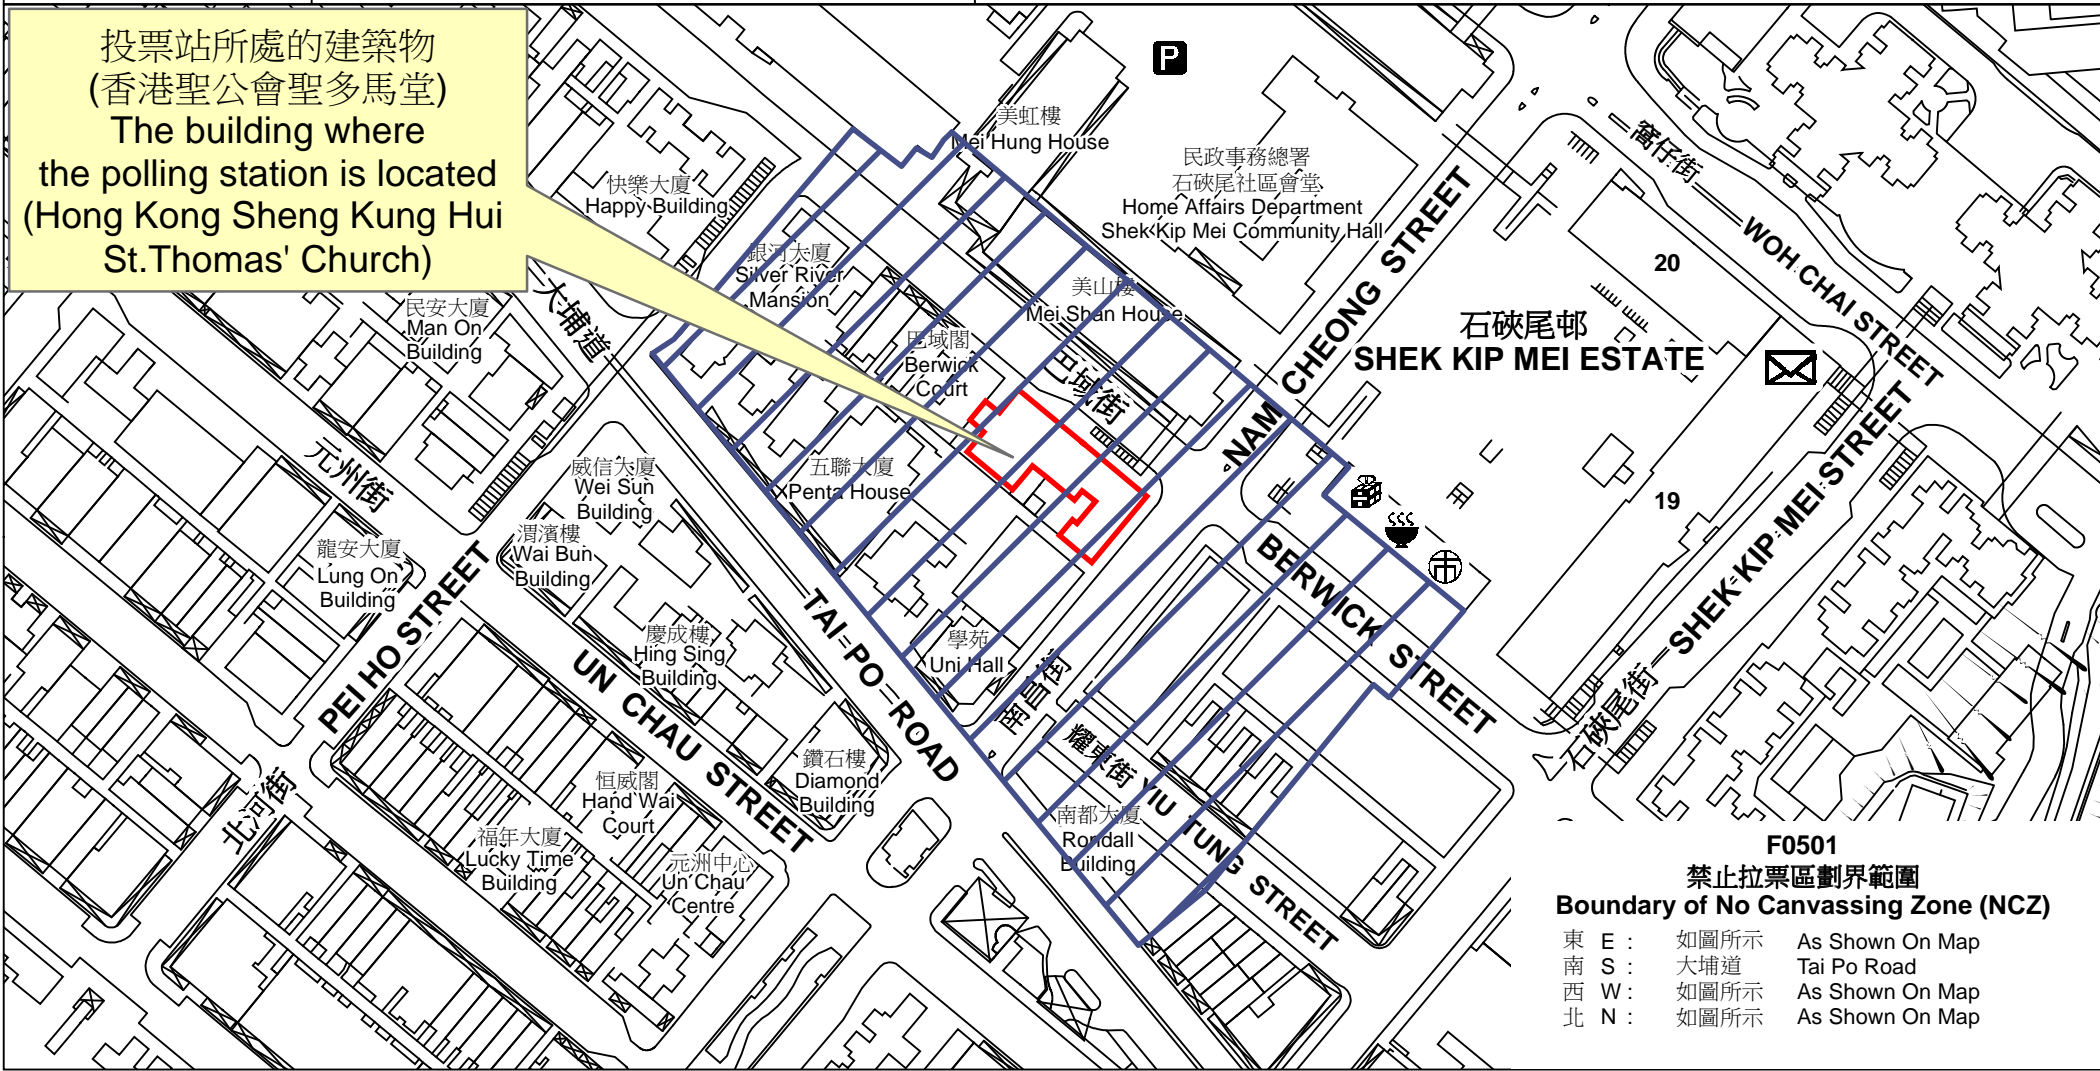 投票站所處的建築物
(香港聖公會聖多馬堂)
The building where
the polling station is located
(Hong Kong Sheng Kung Hui
St.Thomas' Church)
P
美虹樓
Mei Hung House
民政事務總署
石硤尾社區會堂
Home Affairs Department
Shek Kip Mei Community Hall
快樂大廈
Happy Building
銀河大廈
Silver River
Mansion
美山樓
Mei Shan House
巴域閣
Berwick
Court
巴域街
NAM CHEONG STREET
窩仔街
WOH CHAI STREET
20
石硤尾邨
SHEK KIP MEI ESTATE
19
SHEK KIP MEI STREET
石硤尾街
大埔道
民安大廈
Man On
Building
元州街
威信大廈
Wei Sun
Building
五聯大廈
Penta House
渭濱樓
Wai Bun
Building
龍安大廈
Lung On
Building
PEI HO STREET
北河街
慶成樓
Hing Sing
Building
UN CHAU STREET
TAI PO ROAD
學苑
Uni Hall
南昌街
BERWICK STREET
耀東街 YIU TUNG STREET
鑽石樓
Diamond
Building
恒威閣
Hand Wai
Court
福年大廈
Lucky Time
Building
元洲中心
Un Chau
Centre
南都大廈
Rondall
Building
F0501
禁止拉票區劃界範圍
Boundary of No Canvassing Zone (NCZ)
東 E : 如圖所示 As Shown On Map
南 S : 大埔道 Tai Po Road
西 W : 如圖所示 As Shown On Map
北 N : 如圖所示 As Shown On Map